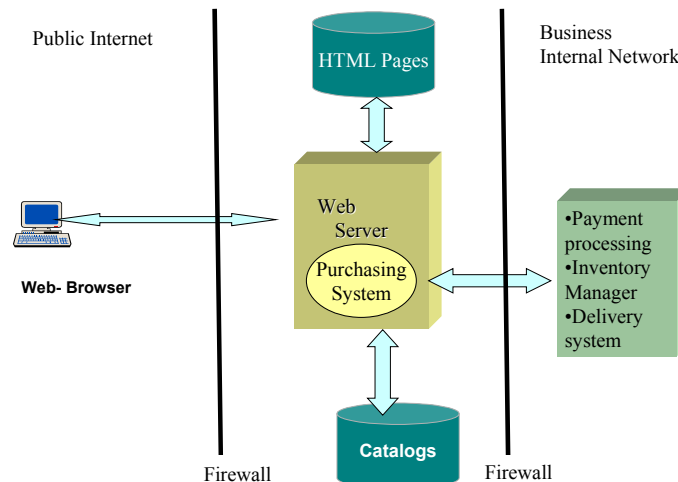 Public Internet
HTML Pages
Business
Internal Network
Web
Server
Purchasing
System
•Payment
processing
•Inventory
Manager
•Delivery
system
Web- Browser
Catalogs
Firewall
Firewall